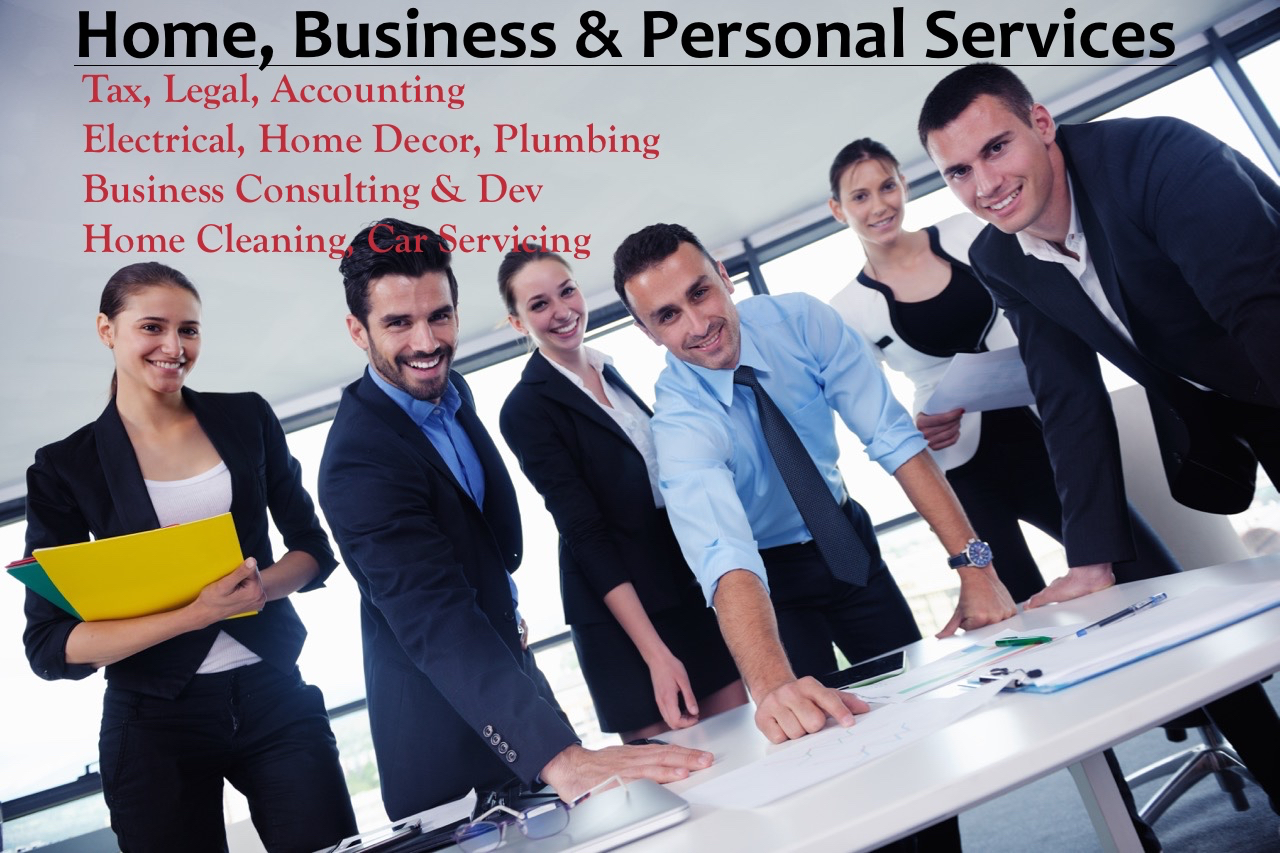 Home, Business & Personal Services
Tax, Legal, Accounting
Electrical, Home Decor, Plumbing
Business Consulting & Dev
Home Cleaning, Car Servicing